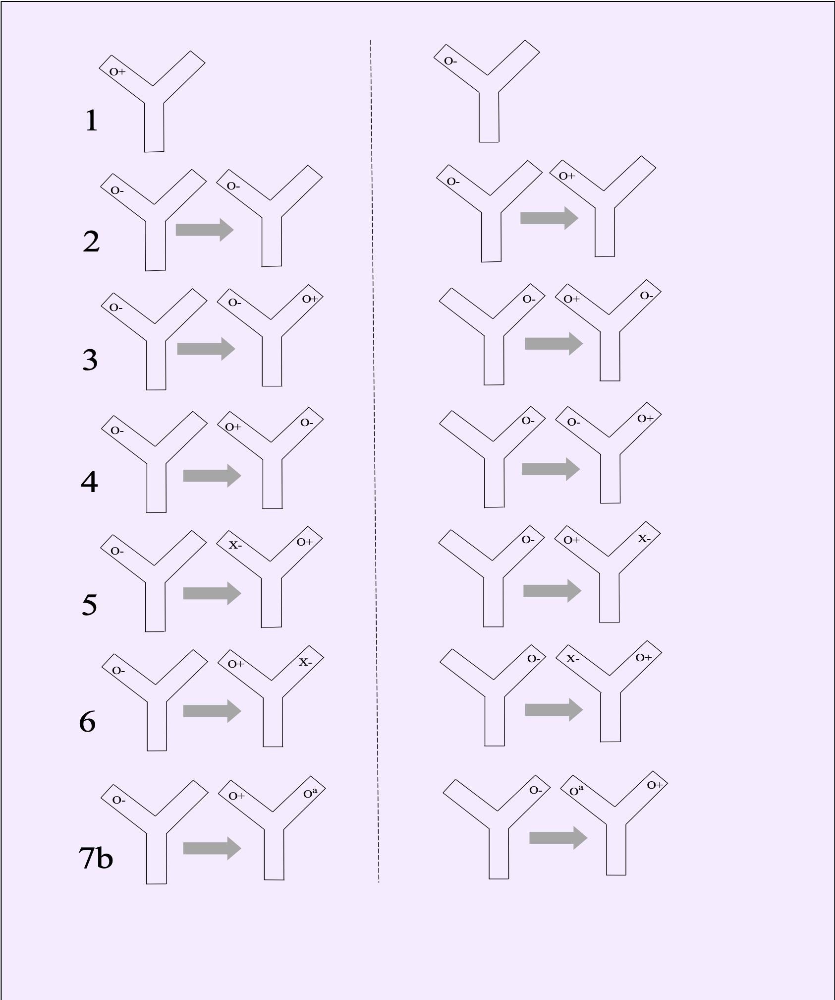 O+ O-
1
O- O- O- O+
2
O- O- O+ O- O+ O-
3
O- O+ O- O- O- O+
4
O- X- O+ O- O+ X-
5
O- O+ X- O- X- O+
6
O- O+ Oᵃ O- Oᵃ O+
7b